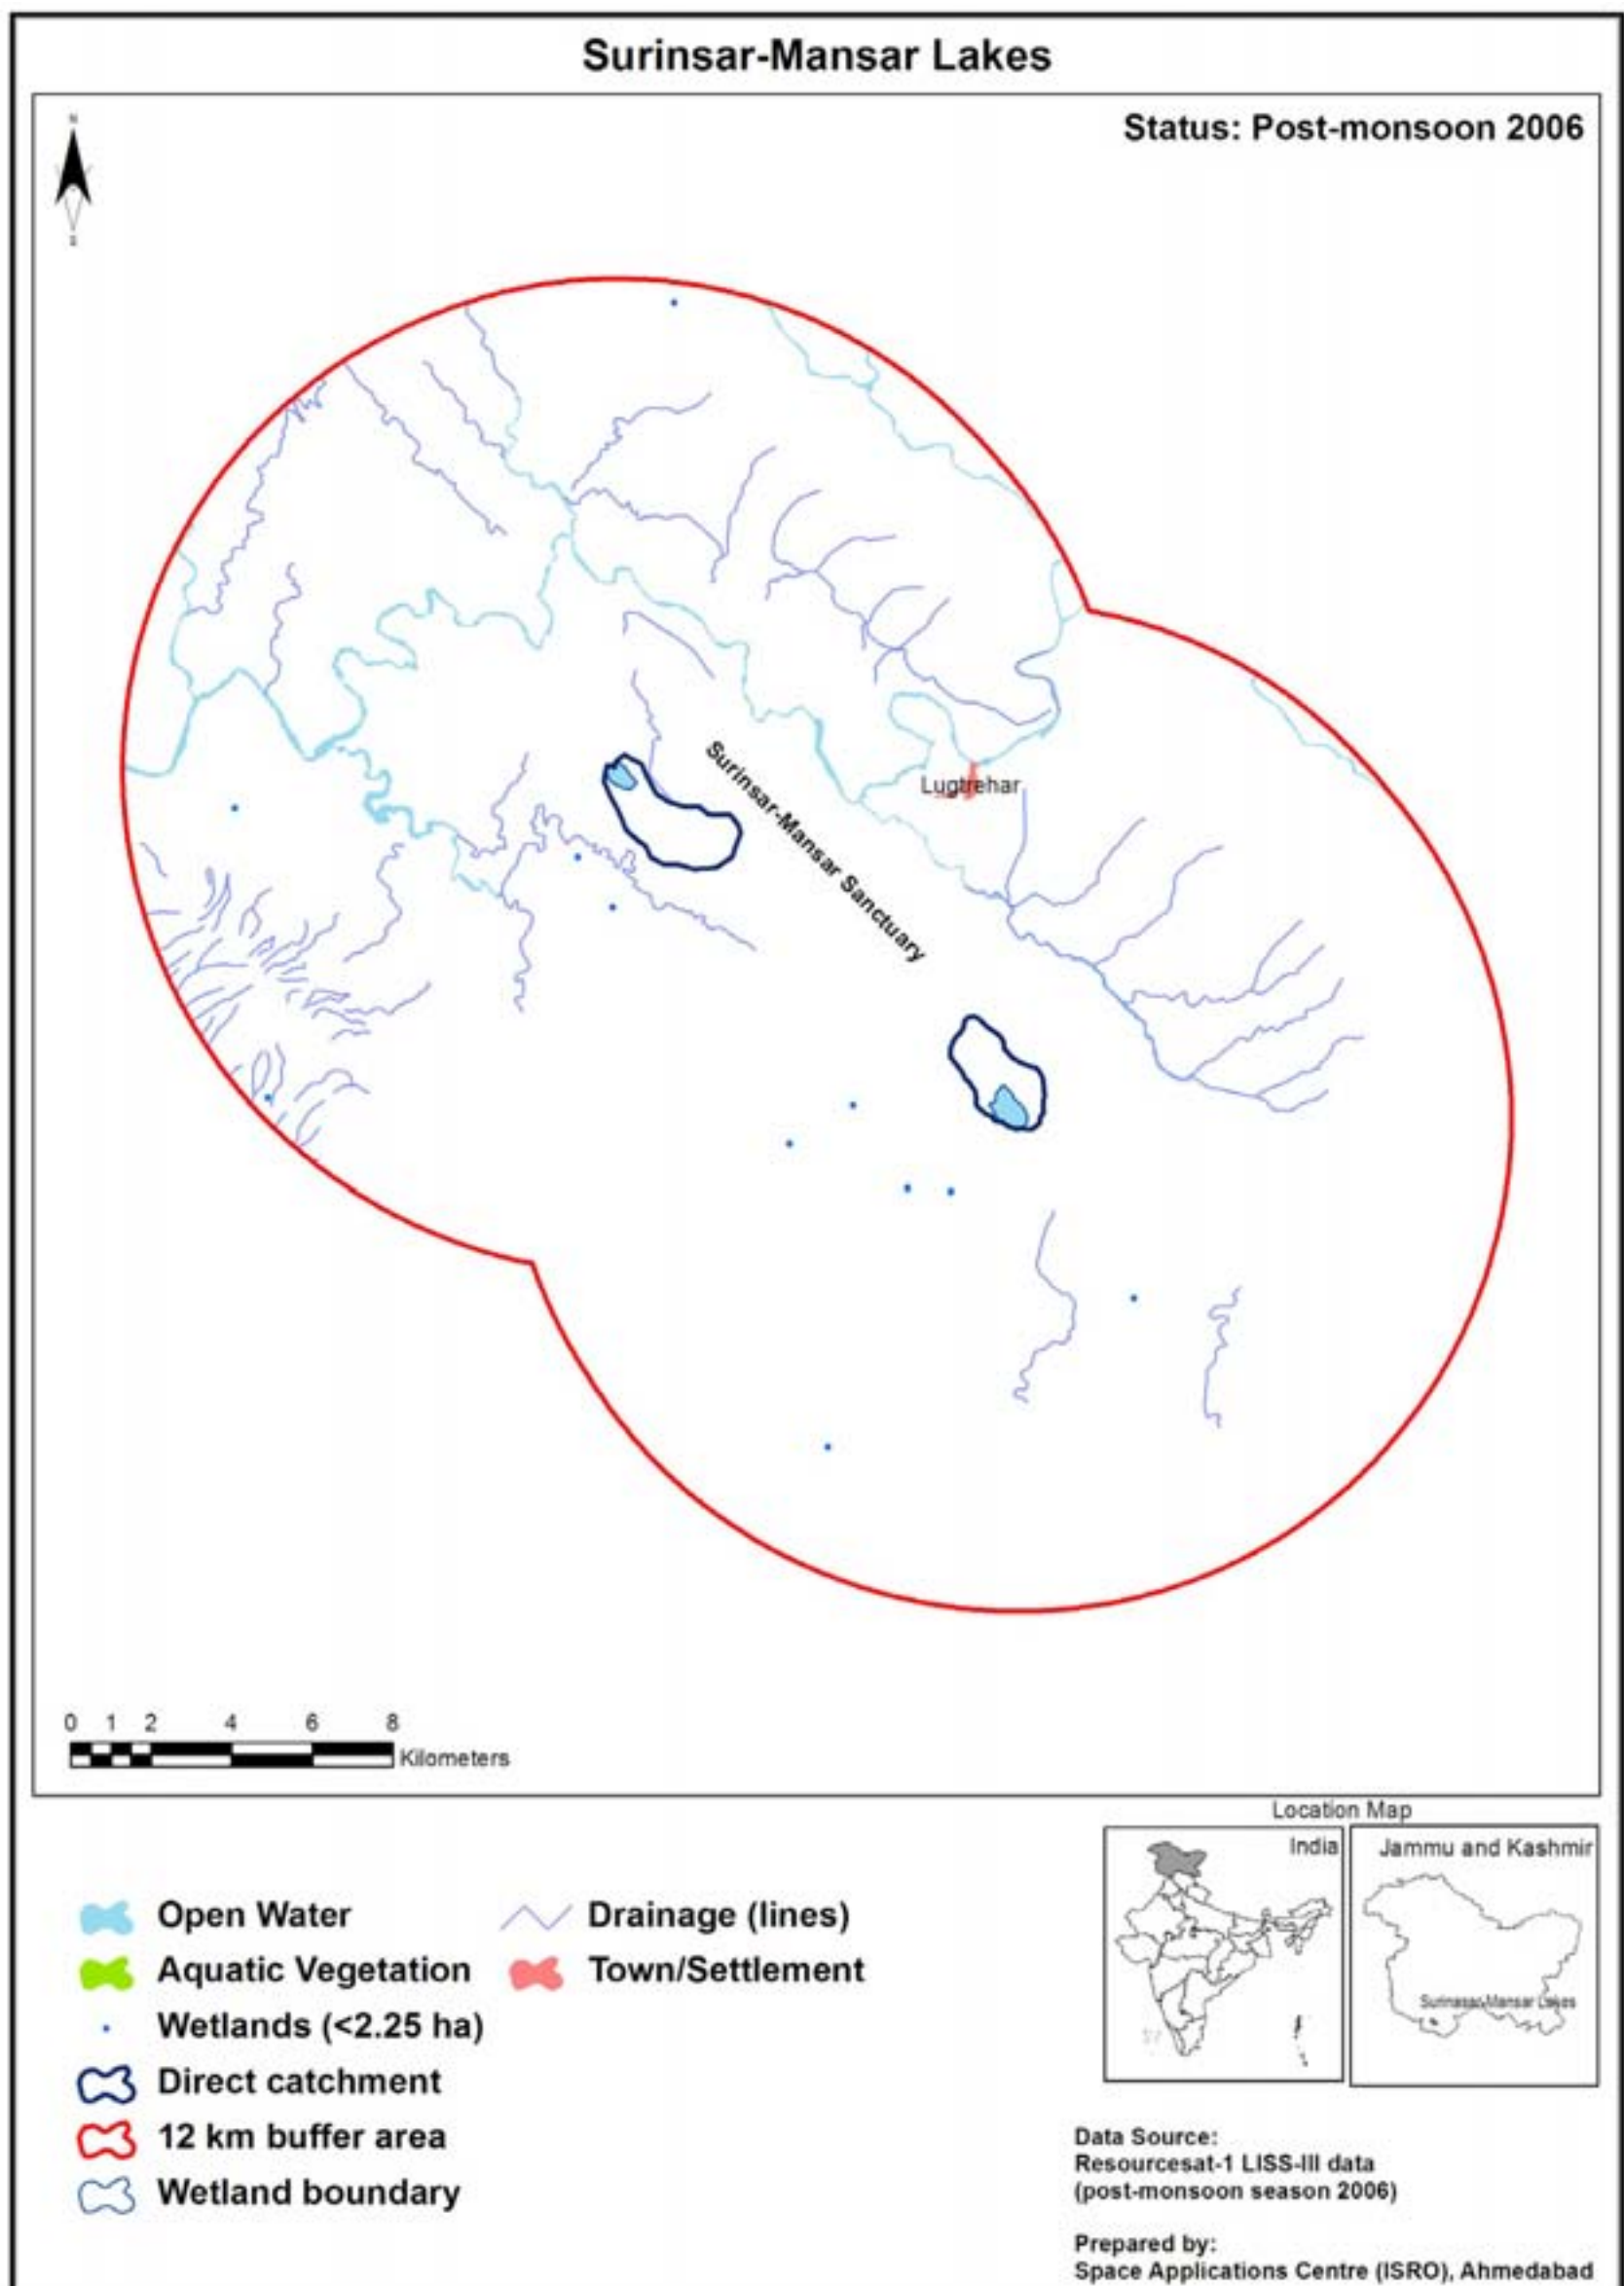 Surinsar-Mansar Lakes
Status: Post-monsoon 2006
N
S
Lugtrehar
Surinsar-Mansar Sanctuary
0 1 2 4 6 8
Kilometers
Location Map
India
Jammu and Kashmir
Surinasar-Mansar Lakes
Open Water
Drainage (lines)
Aquatic Vegetation
Town/Settlement
Wetlands (<2.25 ha)
Direct catchment
12 km buffer area
Wetland boundary
Data Source:
Resourcesat-1 LISS-III data
(post-monsoon season 2006)
Prepared by:
Space Applications Centre (ISRO), Ahmedabad